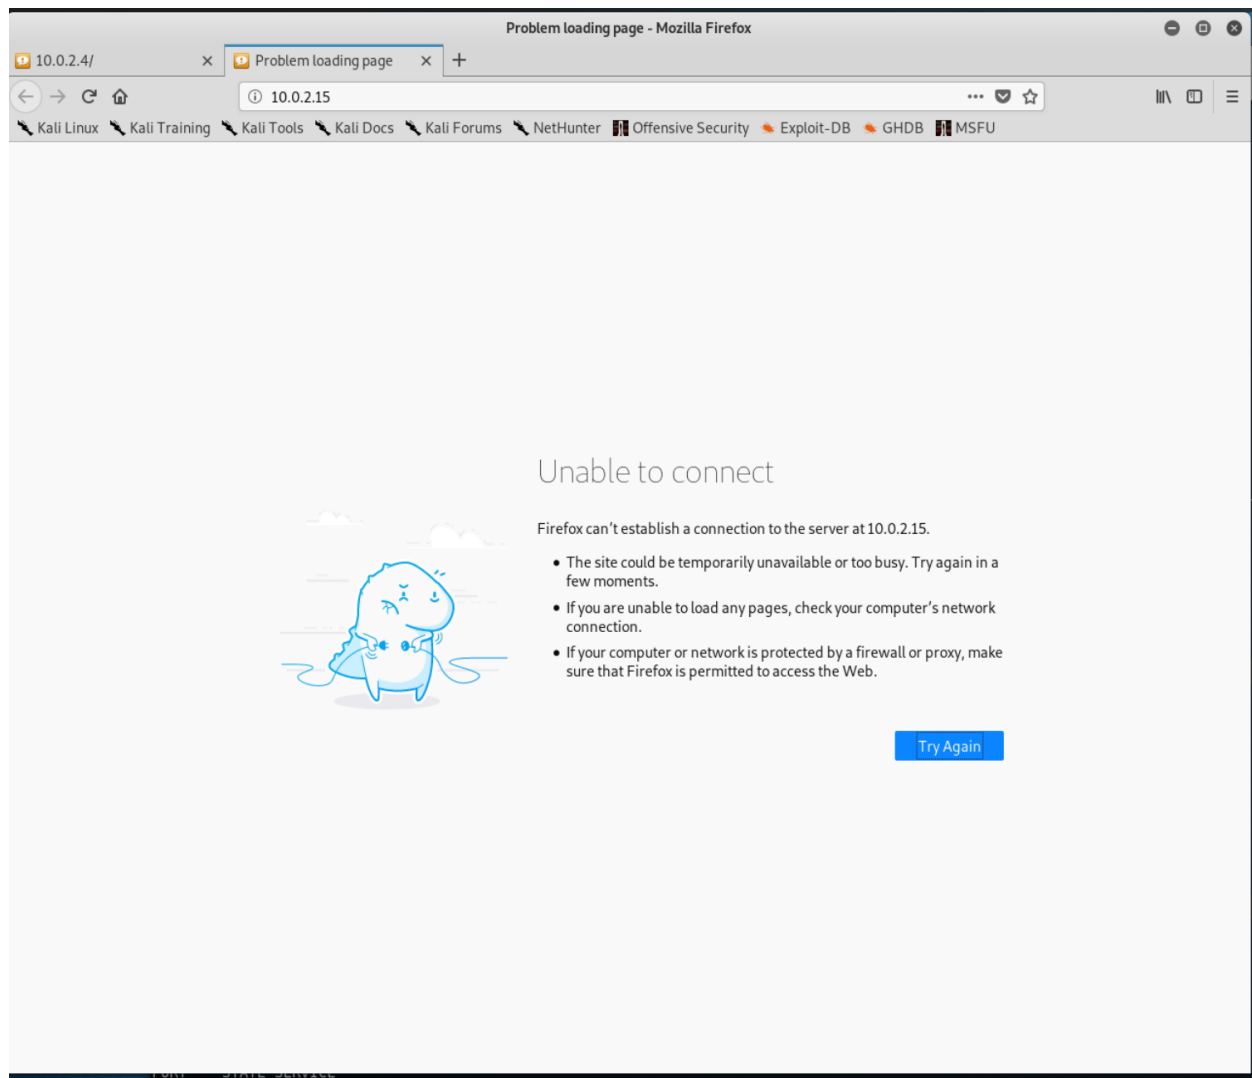 Problem loading page - Mozilla Firefox
10.0.2.4/
Problem loading page
10.0.2.15
Kali Linux Kali Training Kali Tools Kali Docs Kali Forums NetHunter Offensive Security Exploit-DB GHDB MSFU
Unable to connect
Firefox can’t establish a connection to the server at 10.0.2.15.
• The site could be temporarily unavailable or too busy. Try again in a
few moments.
• If you are unable to load any pages, check your computer’s network
connection.
• If your computer or network is protected by a firewall or proxy, make
sure that Firefox is permitted to access the Web.
Try Again
PORT STATE SERVICE